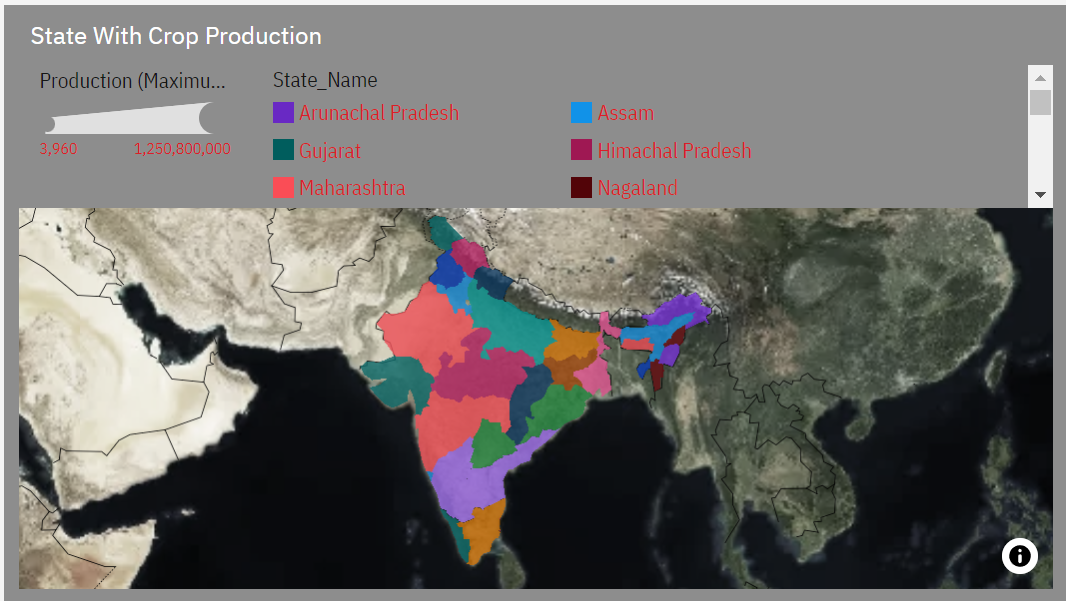 State With Crop Production
Production (Maximu...
3,960 1,250,800,000
State_Name
Arunachal Pradesh Assam
Gujarat Himachal Pradesh
Maharashtra Nagaland